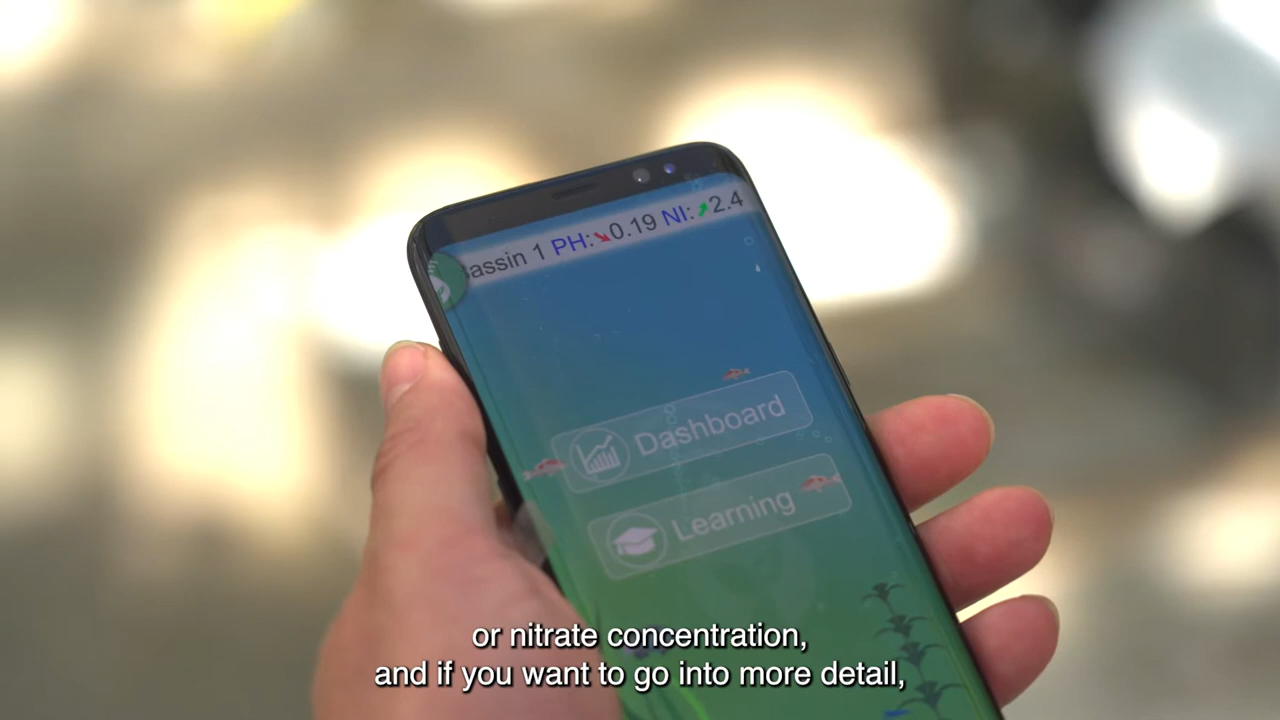 Bassin 1 PH: 0.19 NI: 2.4
Dashboard
Learning
or nitrate concentration,
and if you want to go into more detail,